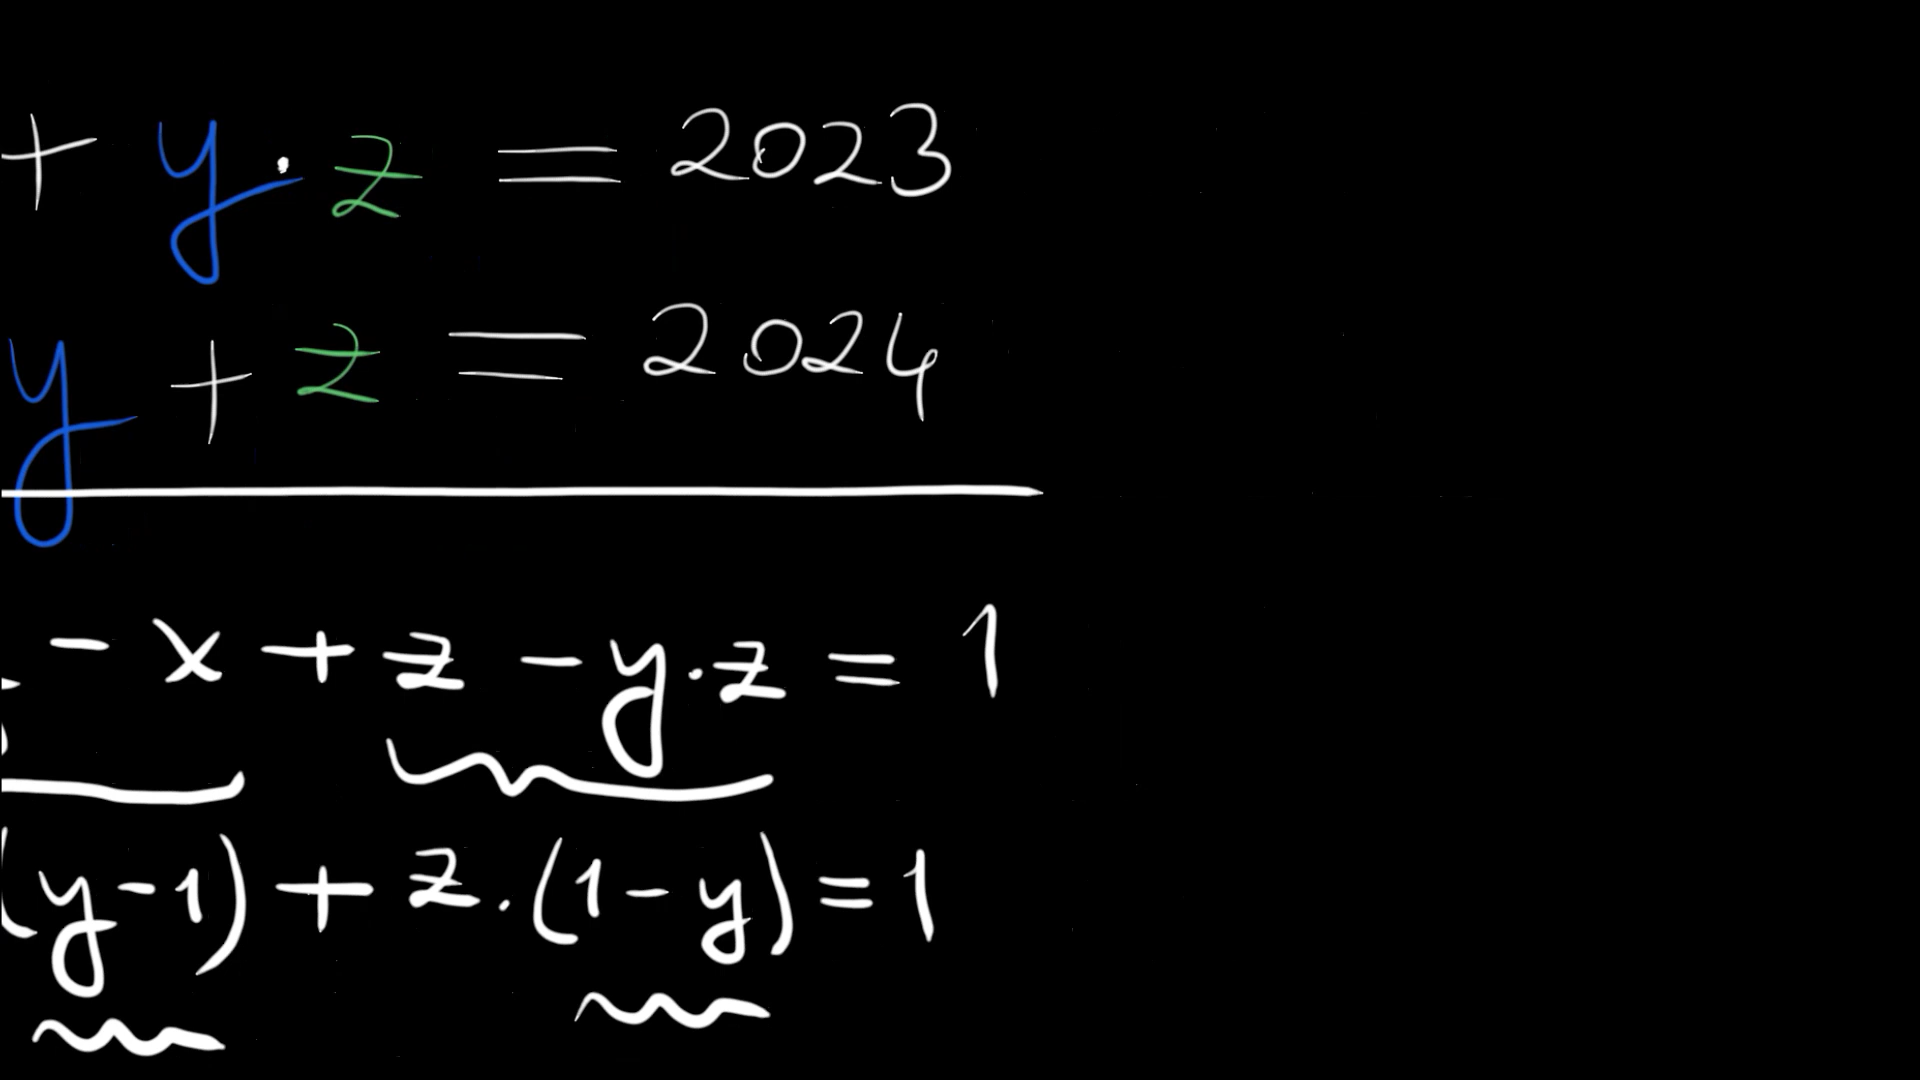 + y · z = 2023
y + z = 2024
- x + z - y · z = 1
(y - 1) + z · (1 - y) = 1